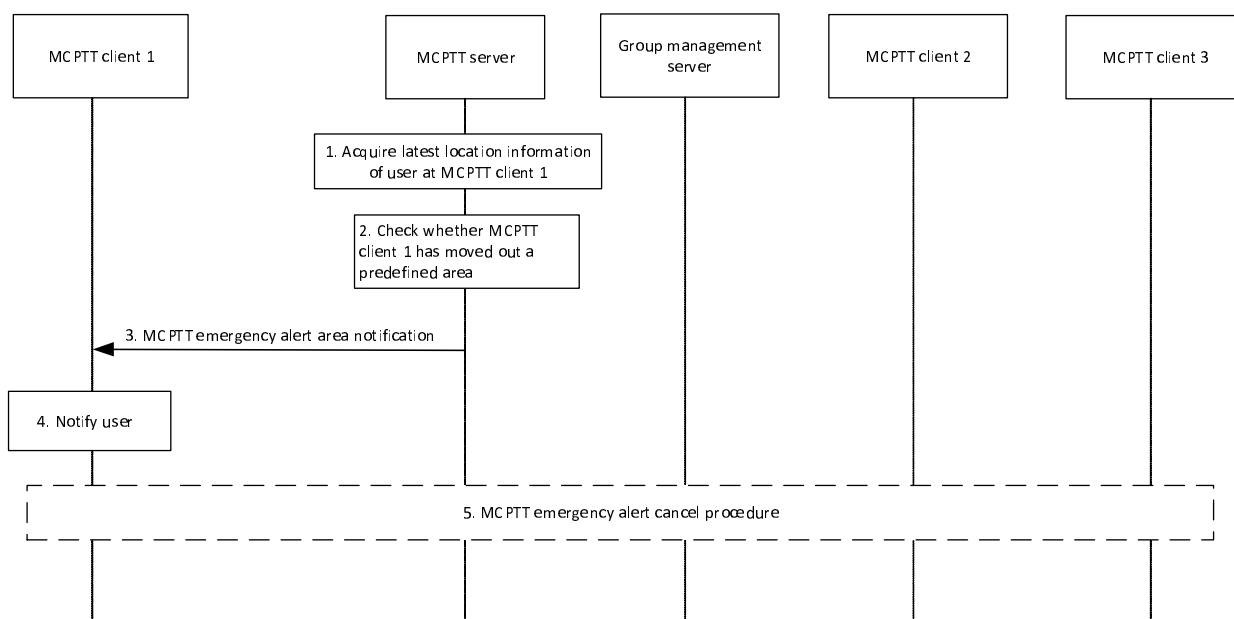 MCPTT client 1
MCPTT server
Group management
server
MCPTT client 2
MCPTT client 3
1. Acquire latest location information
of user at MCPTT client 1
2. Check whether MCPTT
client 1 has moved out a
predefined area
3. MCPTT emergency alert area notification
4. Notify user
5. MCPTT emergency alert cancel procedure